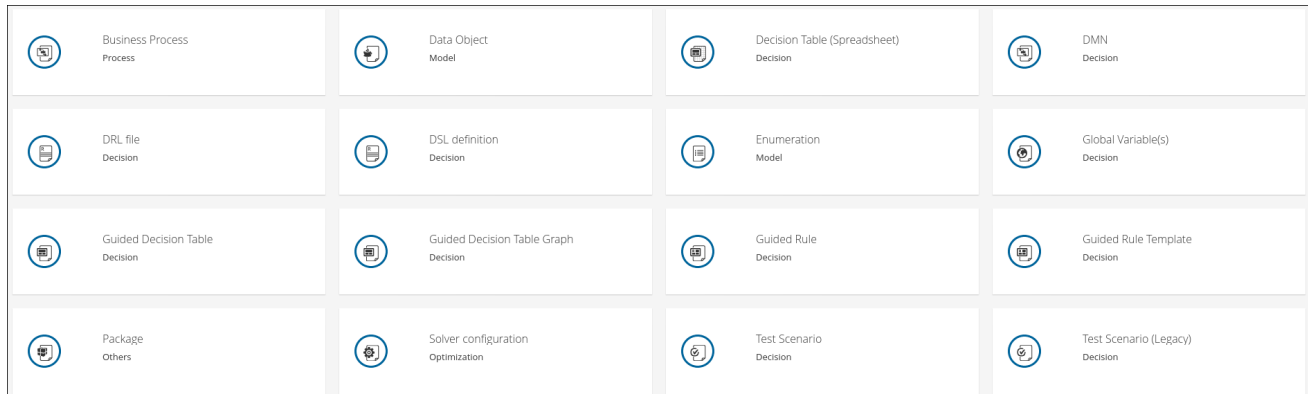 Business Process
Process
Data Object
Model
Decision Table (Spreadsheet)
Decision
DMN
Decision
DRL file
Decision
DSL definition
Decision
Enumeration
Model
Global Variable(s)
Decision
Guided Decision Table
Decision
Guided Decision Table Graph
Decision
Guided Rule
Decision
Guided Rule Template
Decision
Package
Others
Solver configuration
Optimization
Test Scenario
Decision
Test Scenario (Legacy)
Decision